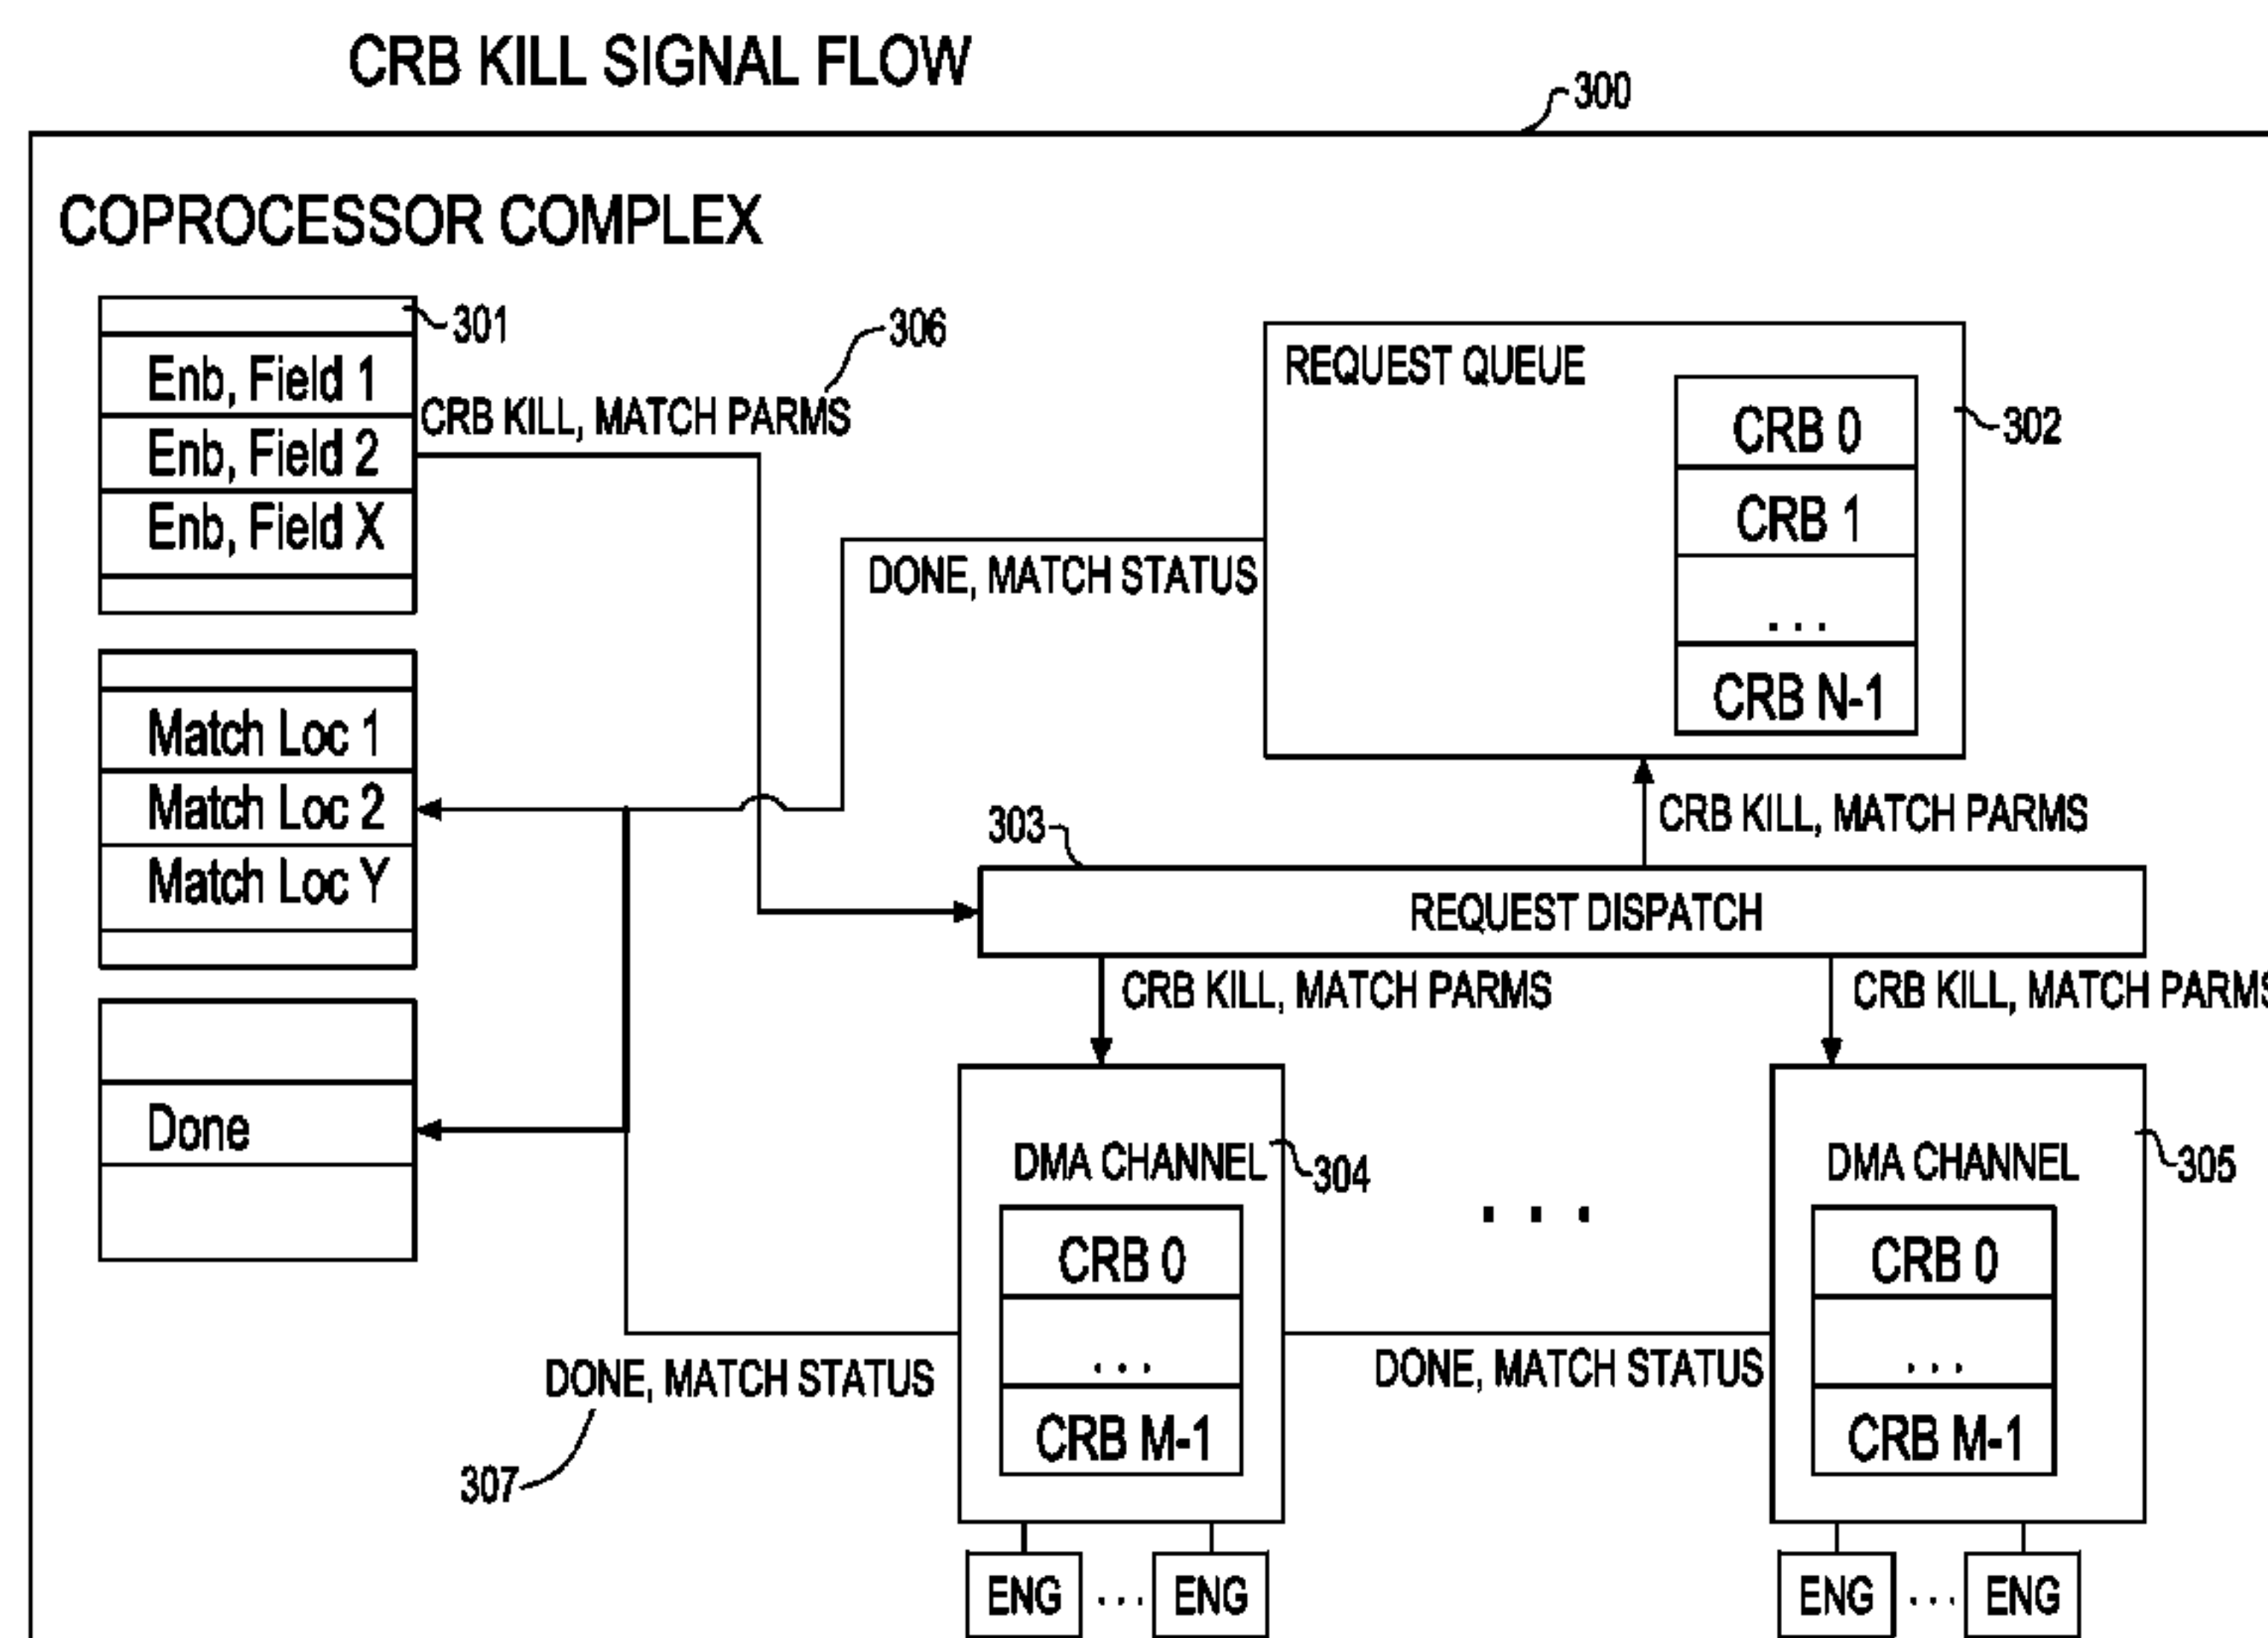 CRB KILL SIGNAL FLOW
300
COPROCESSOR COMPLEX
301
Enb, Field 1
Enb, Field 2
Enb, Field X
CRB KILL, MATCH PARMS
306
REQUEST QUEUE
CRB 0
CRB 1
...
CRB N-1
302
DONE, MATCH STATUS
Match Loc 1
Match Loc 2
Match Loc Y
CRB KILL, MATCH PARMS
303
REQUEST DISPATCH
CRB KILL, MATCH PARMS
CRB KILL, MATCH PARMS
Done
DMA CHANNEL
304
CRB 0
...
CRB M-1
...
DMA CHANNEL
305
CRB 0
...
CRB M-1
DONE, MATCH STATUS
307
DONE, MATCH STATUS
ENG ... ENG
ENG ... ENG